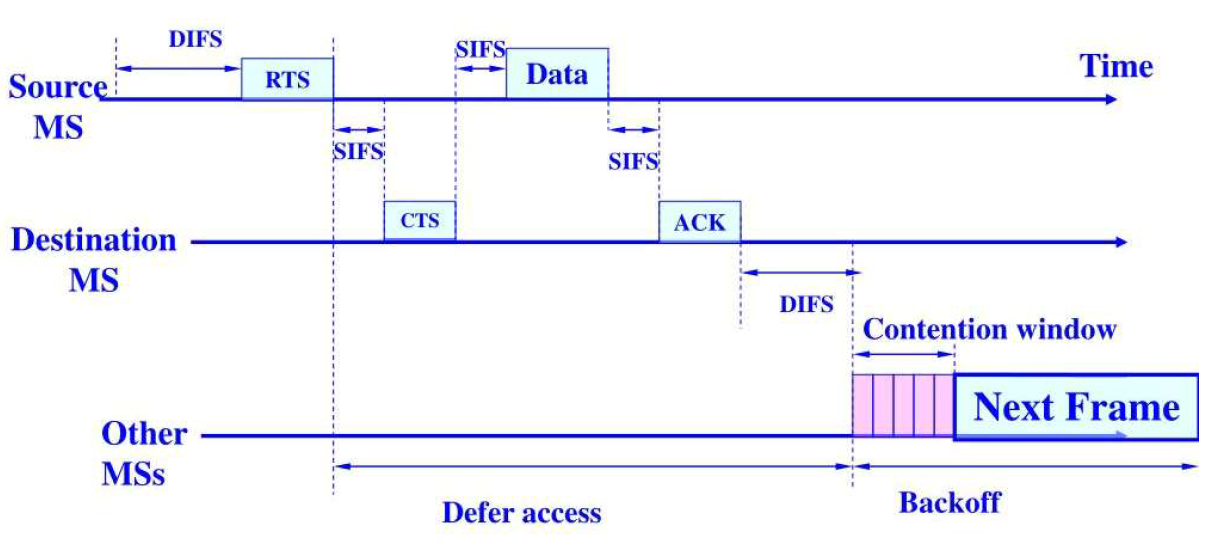 DIFS
SIFS
RTS
Data
Time
Source
MS
SIFS
SIFS
CTS
ACK
Destination
MS
DIFS
Contention window
Next Frame
Other
MSs
Defer access
Backoff